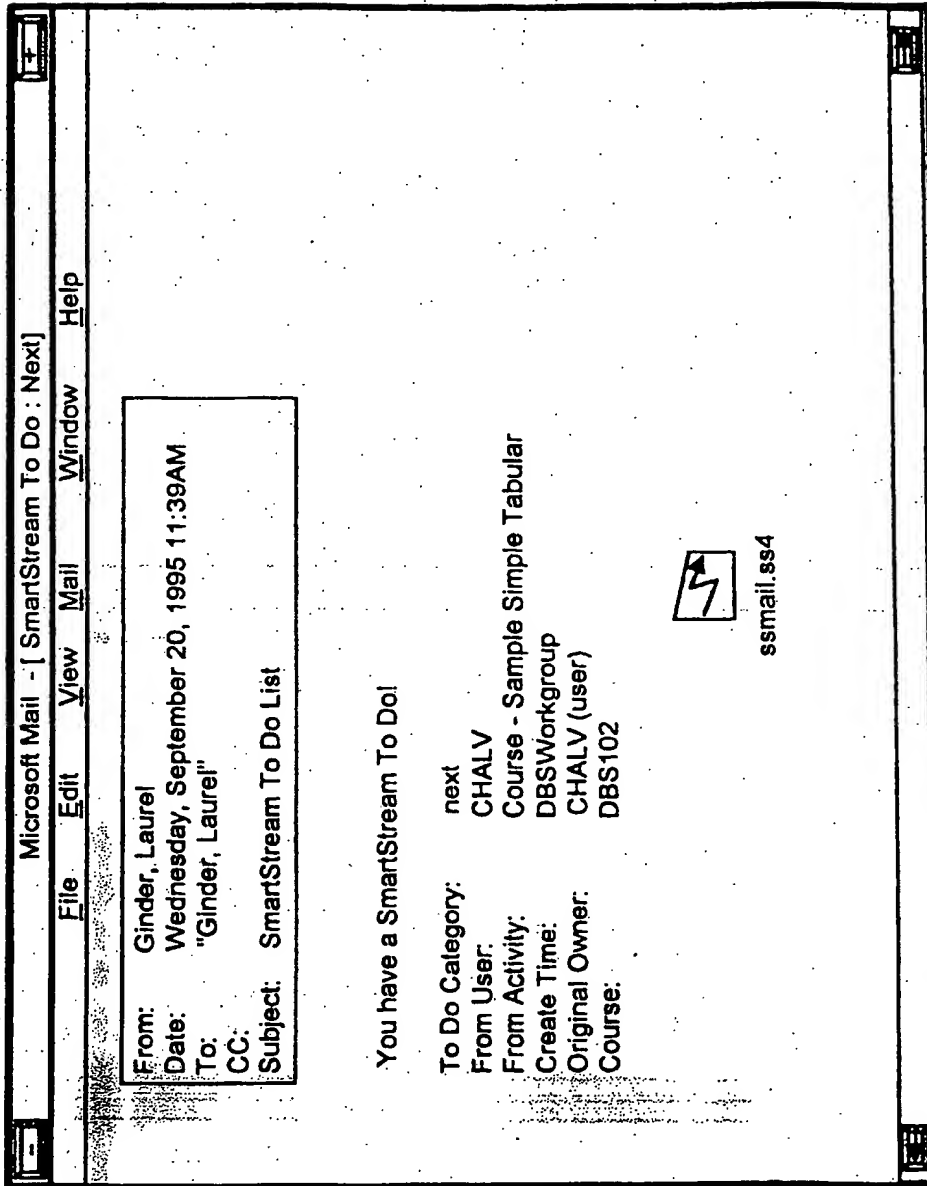 Microsoft Mail - [ SmartStream To Do : Next]
File Edit View Mail Window Help
From: Ginder, Laurel
Date: Wednesday, September 20, 1995 11:39AM
To: "Ginder, Laurel"
CC:
Subject: SmartStream To Do List
You have a SmartStream To Do!
To Do Category: next
From User: CHALV
From Activity: Course - Sample Simple Tabular
Create Time: DBSWorkgroup
Original Owner: CHALV (user)
Course: DBS102
ssmail.ss4